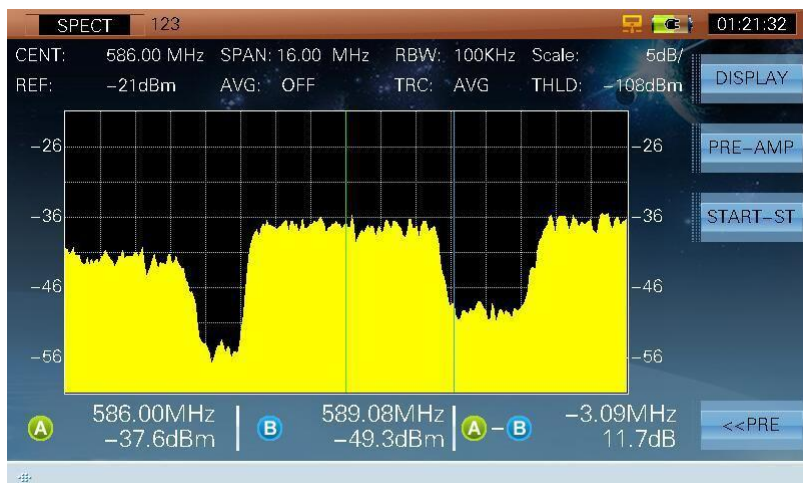 SPECT 123 01:21:32
CENT: 586.00 MHz SPAN: 16.00 MHz RBW: 100KHz Scale: 5dB/
REF: −21dBm AVG: OFF TRC: AVG THLD: −108dBm
DISPLAY
−26 −26
PRE−AMP
−36 −36
START−ST
−46 −46
−56 −56
A 586.00MHz B 589.08MHz A−B −3.09MHz
−37.6dBm −49.3dBm 11.7dB
<<PRE